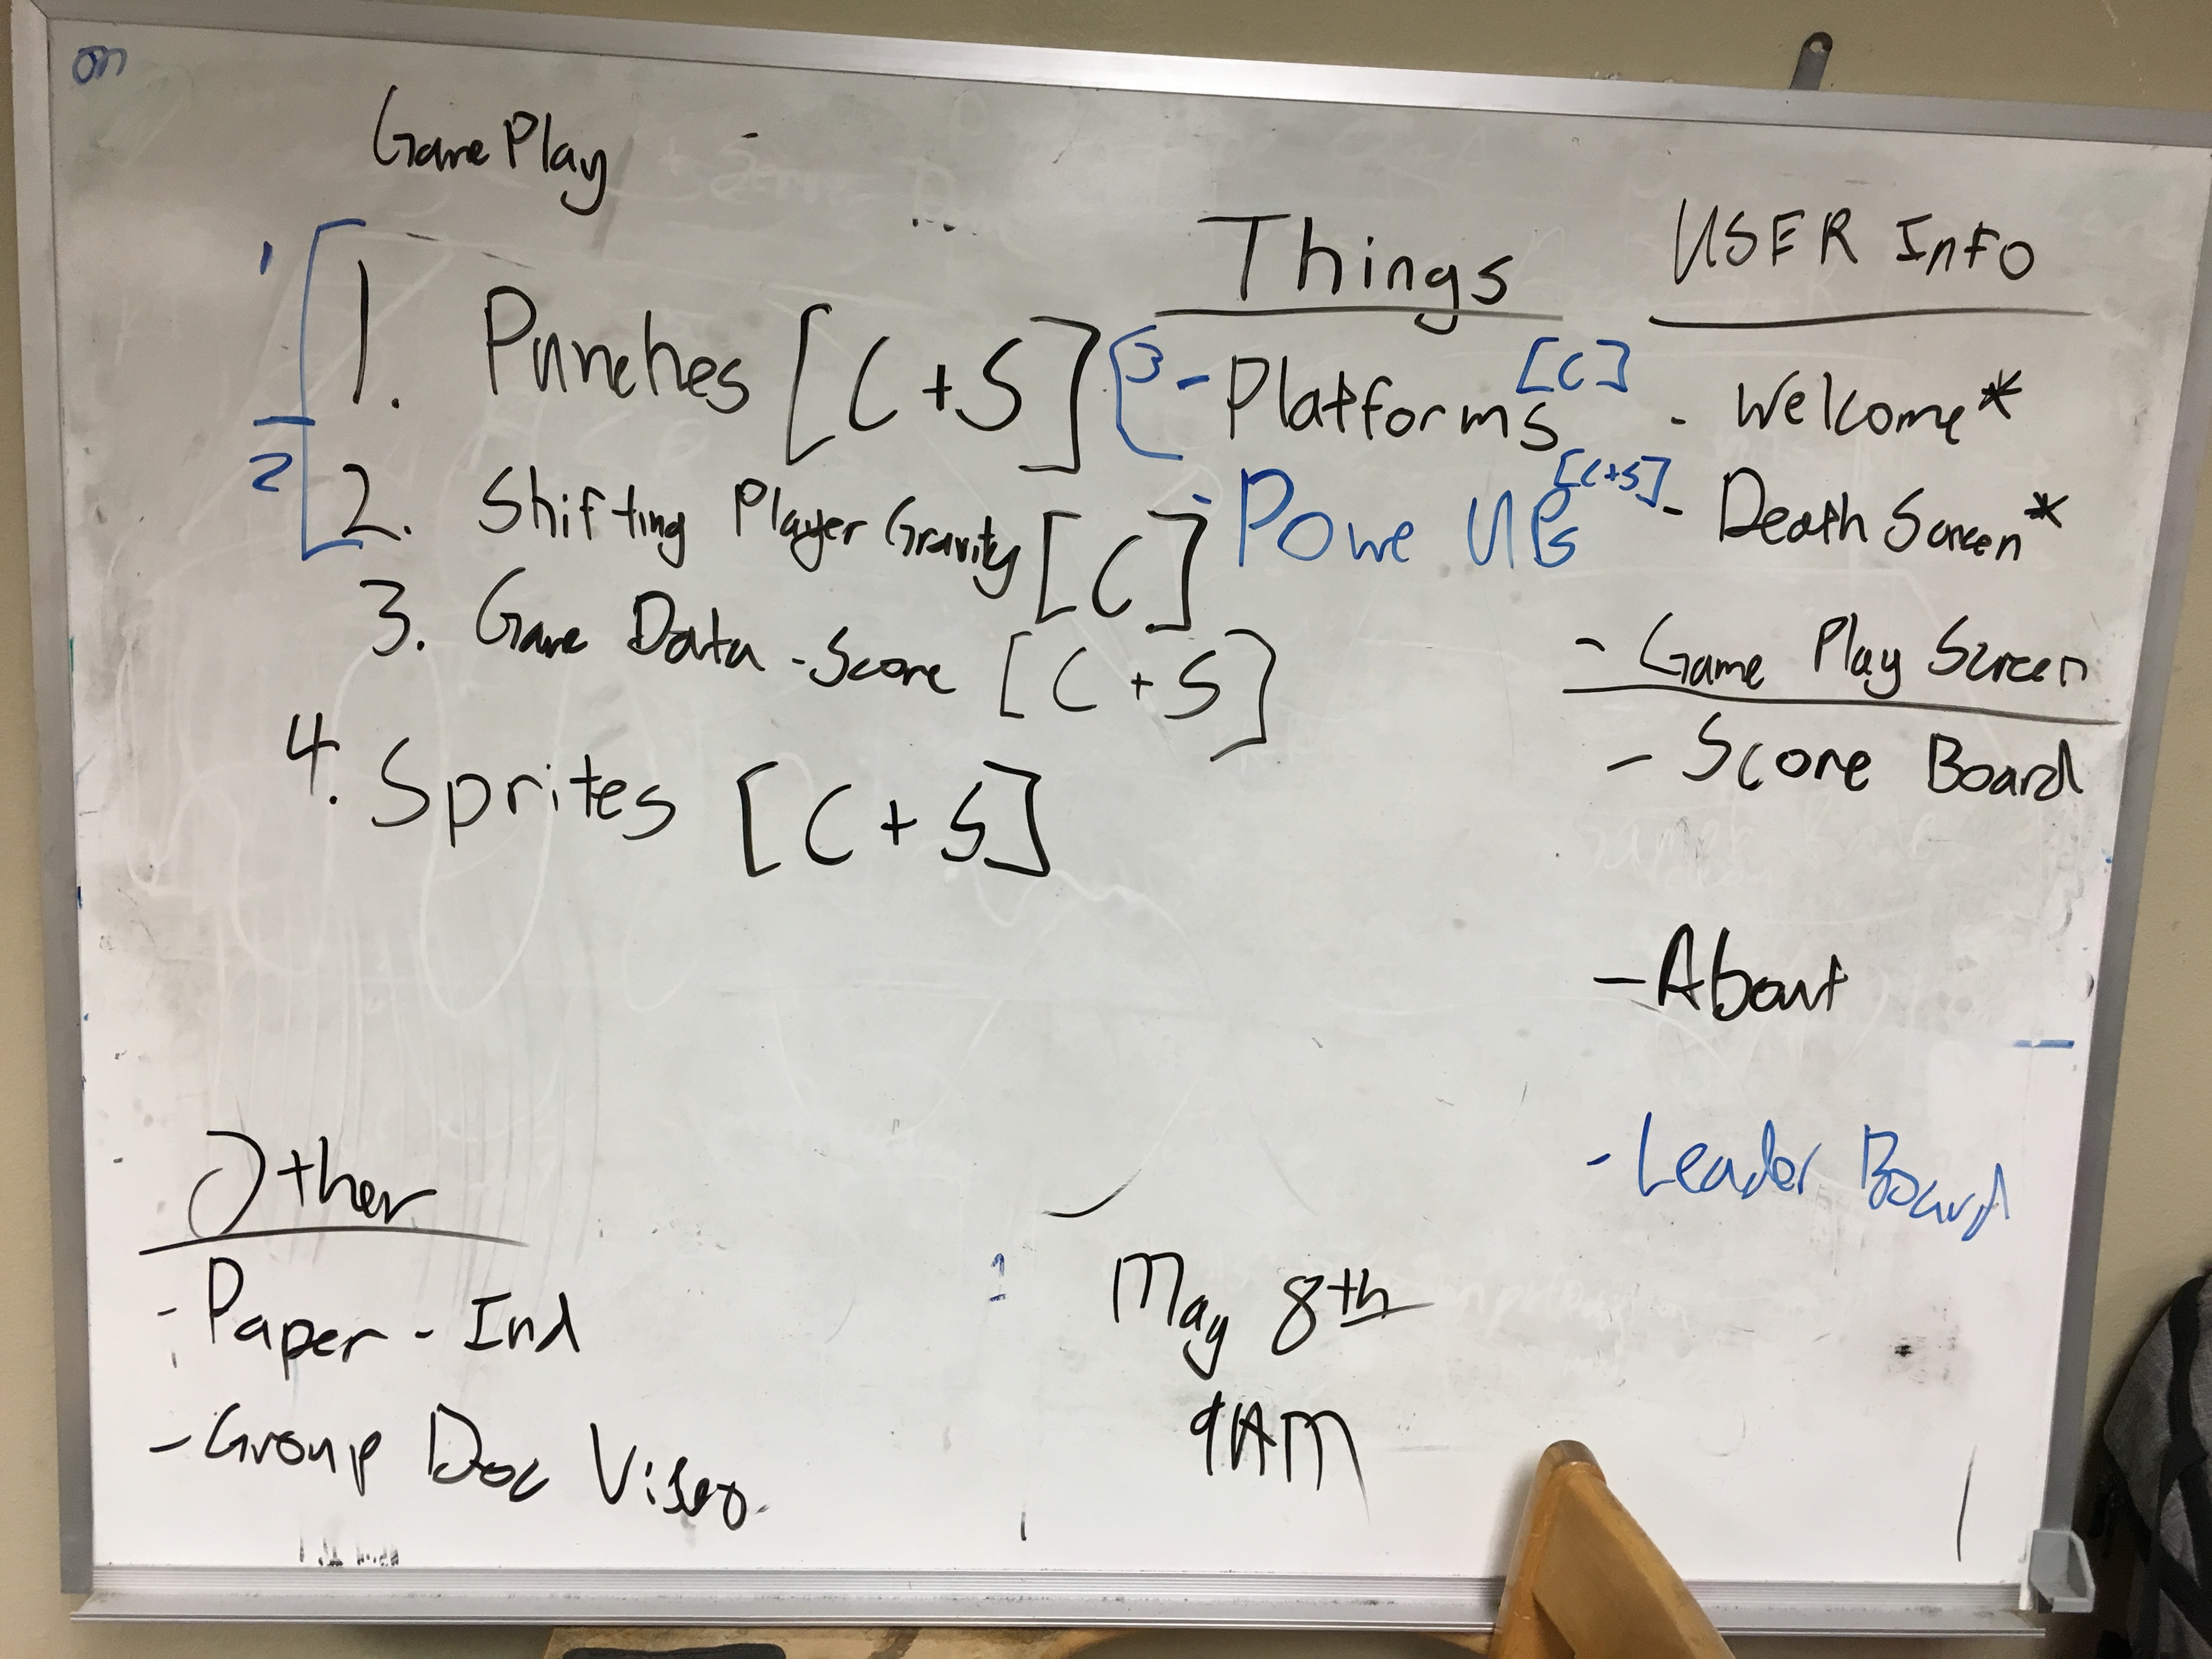 on
GamePlay
1
2
1. Punches [C+S]
2. Shifting Player Gravity [C]
3. Game Data - Score [C+S]
4. Sprites [C+S]
Things
3 - Platforms [C]
- Powe UPs [C+S]
USER Info
- Welcome*
- Death Screen*
- Game Play Screen
- Score Board
- About
- Leader Board
Other
- Paper - Ind
- Group Doc Video.
1
May 8th
9AM